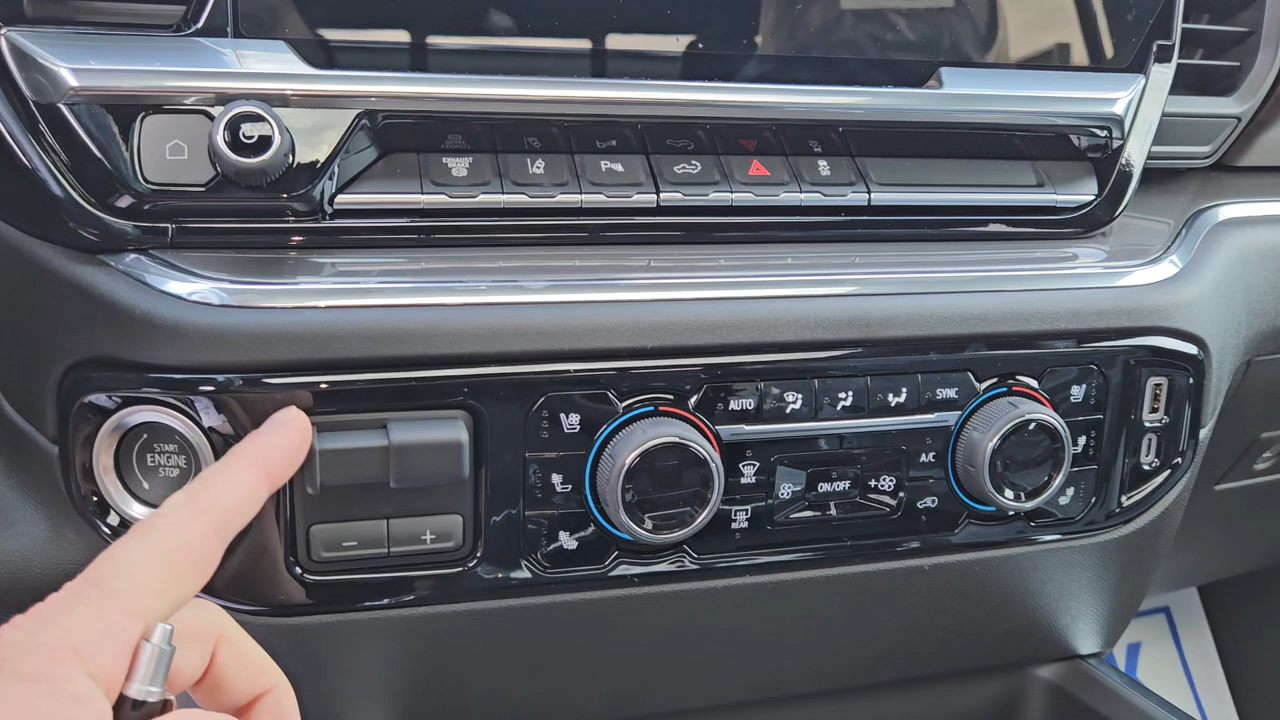 EXHAUST
BRAKE
P
START
ENGINE
STOP
- +
AUTO
SYNC
MAX
A/C
ON/OFF
+
REAR